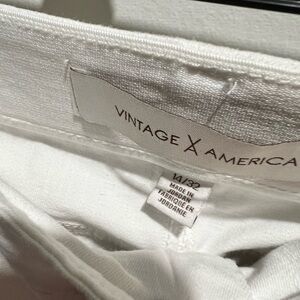 VINTAGE X AMERICA
14/32
MADE IN
JORDAN
FABRIQUÉ EN
JORDANIE